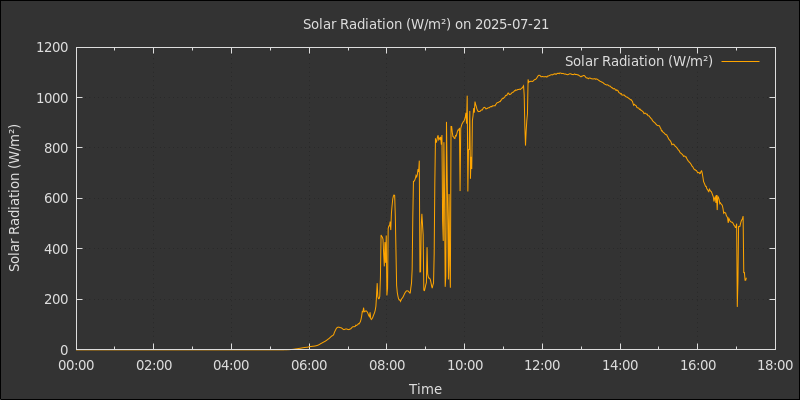 Solar Radiation (W/m²) on 2025-07-21
Solar Radiation (W/m²)
Solar Radiation (W/m²)
1200
1000
800
600
400
200
0
00:00 02:00 04:00 06:00 08:00 10:00 12:00 14:00 16:00 18:00
Time